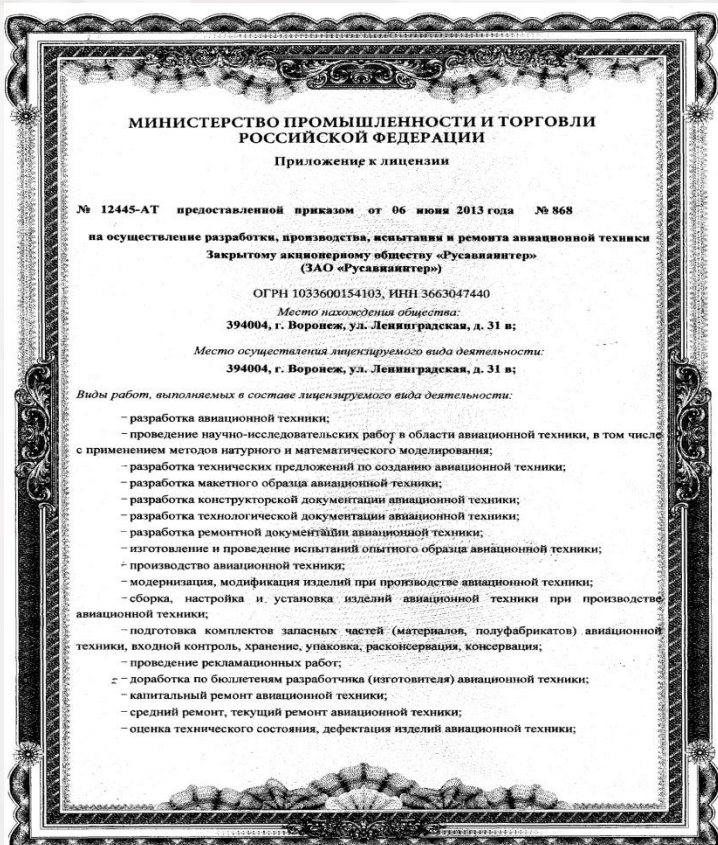 МИНИСТЕРСТВО ПРОМЫШЛЕННОСТИ И ТОРГОВЛИ
РОССИЙСКОЙ ФЕДЕРАЦИИ
Приложение к лицензии
№ 12445-АТ предоставленной приказом от 06 июня 2013 года № 868
на осуществление разработки, производства, испытания и ремонта авиационной техники
Закрытому акционерному обществу «Русавиаинтер»
(ЗАО «Русавиаинтер»)
ОГРН 1033600154103, ИНН 3663047440
Место нахождения общества:
394004, г. Воронеж, ул. Ленинградская, д. 31 в;
Место осуществления лицензируемого вида деятельности:
394004, г. Воронеж, ул. Ленинградская, д. 31 в;
Виды работ, выполняемых в составе лицензируемого вида деятельности:
- разработка авиационной техники;
- проведение научно-исследовательских работ в области авиационной техники, в том числе
с применением методов натурного и математического моделирования;
- разработка технических предложений по созданию авиационной техники;
- разработка макетного образца авиационной техники;
- разработка конструкторской документации авиационной техники;
- разработка технологической документации авиационной техники;
- разработка ремонтной документации авиационной техники;
- изготовление и проведение испытаний опытного образца авиационной техники;
- производство авиационной техники;
- модернизация, модификация изделий при производстве авиационной техники;
- сборка, настройка и установка изделий авиационной техники при производстве
авиационной техники;
- подготовка комплектов запасных частей (материалов, полуфабрикатов) авиационной
техники, входной контроль, хранение, упаковка, расконсервация, консервация;
- проведение рекламационных работ;
- доработка по бюллетеням разработчика (изготовителя) авиационной техники;
- капитальный ремонт авиационной техники;
- средний ремонт, текущий ремонт авиационной техники;
- оценка технического состояния, дефектация изделий авиационной техники;